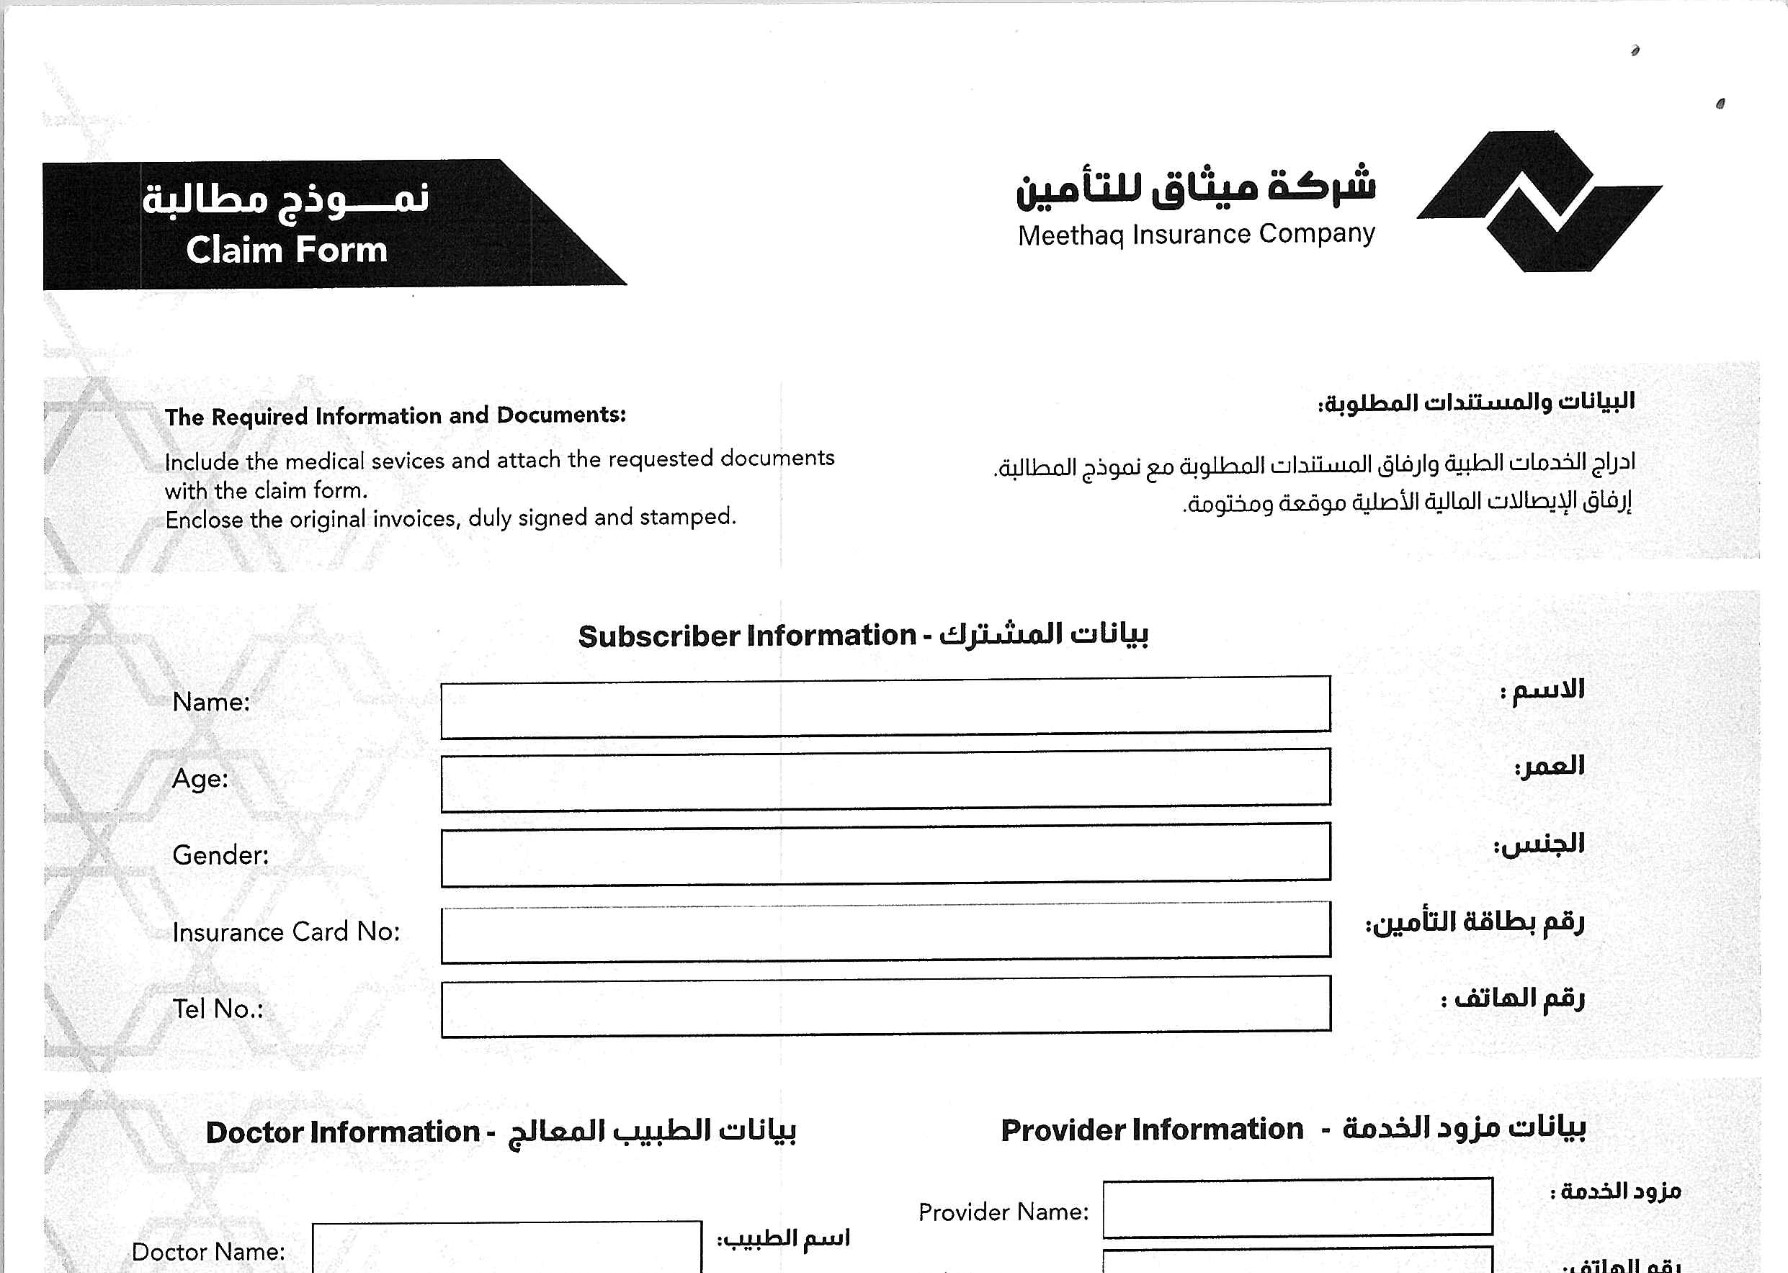 نمـــوذج مطالبة
Claim Form
شركة ميثاق للتأمين
Meethaq Insurance Company
The Required Information and Documents:
Include the medical sevices and attach the requested documents
with the claim form.
Enclose the original invoices, duly signed and stamped.
البيانات والمستندات المطلوبة:
ادراج الخدمات الطبية وارفاق المستندات المطلوبة مع نموذج المطالبة.
إرفاق الإيصالات المالية الأصلية موقعة ومختومة.
Subscriber Information - بيانات المشترك
Name: الاسم :
Age: العمر:
Gender: الجنس:
Insurance Card No: رقم بطاقة التأمين:
Tel No.: رقم الهاتف :
Doctor Information - بيانات الطبيب المعالج
Doctor Name: اسم الطبيب:
Provider Information - بيانات مزود الخدمة
Provider Name: مزود الخدمة :
رقم الهاتف: